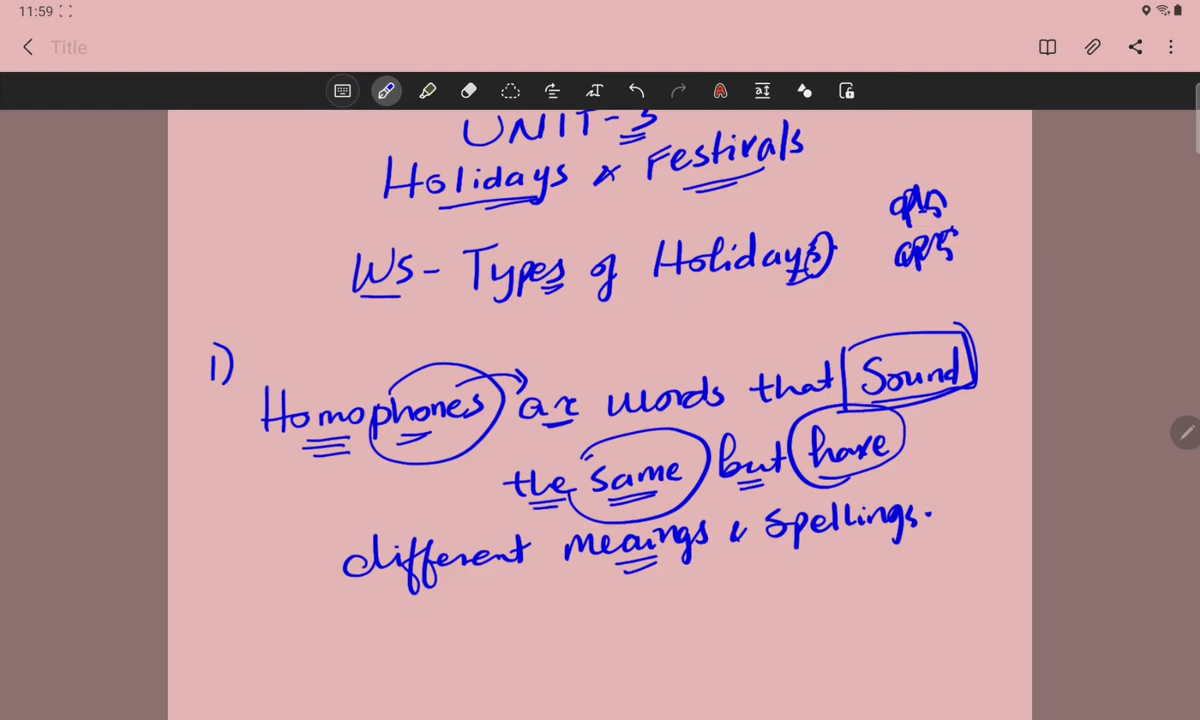 11:59
Title
UNIT-3
Holidays & Festivals
WS- Types of Holidays
1)
Homophones are words that Sound
the same but have
different meaings & spellings.